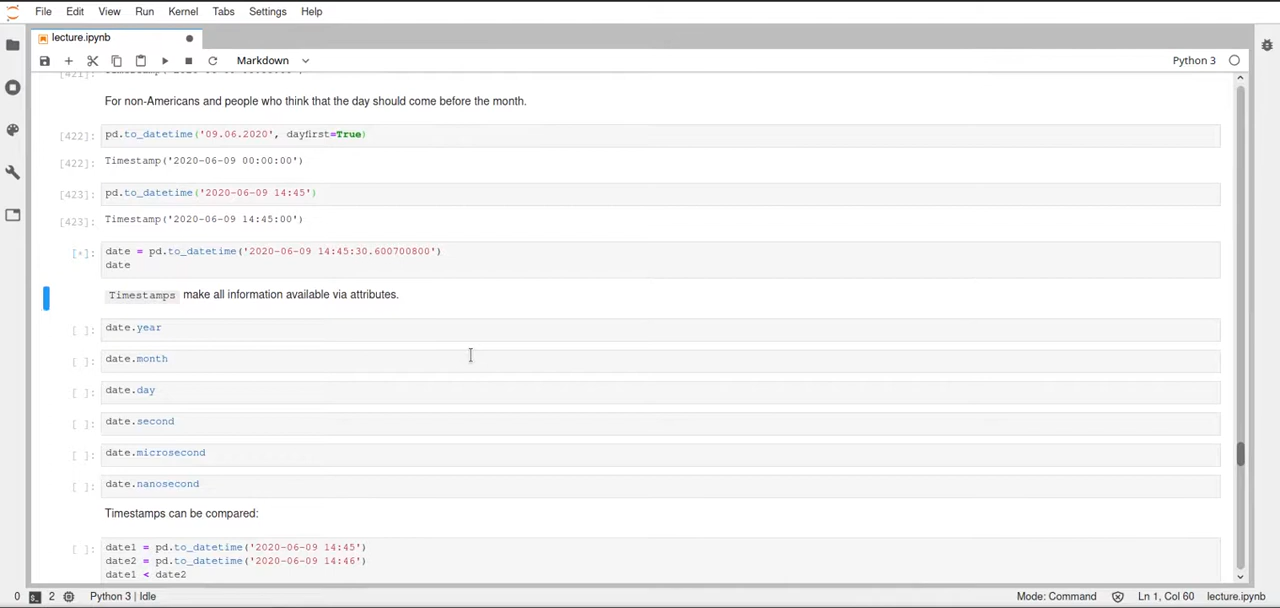 File Edit View Run Kernel Tabs Settings Help
lecture.ipynb
Markdown
Python 3
For non-Americans and people who think that the day should come before the month.
[422]: pd.to_datetime('09.06.2020', dayfirst=True)
[422]: Timestamp('2020-06-09 00:00:00')
[423]: pd.to_datetime('2020-06-09 14:45')
[423]: Timestamp('2020-06-09 14:45:00')
[*]: date = pd.to_datetime('2020-06-09 14:45:30.600700800')
date
Timestamps make all information available via attributes.
[ ]: date.year
[ ]: date.month
[ ]: date.day
[ ]: date.second
[ ]: date.microsecond
[ ]: date.nanosecond
Timestamps can be compared:
[ ]: date1 = pd.to_datetime('2020-06-09 14:45')
date2 = pd.to_datetime('2020-06-09 14:46')
date1 < date2
0 2 Python 3 | Idle Mode: Command Ln 1, Col 60 lecture.ipynb